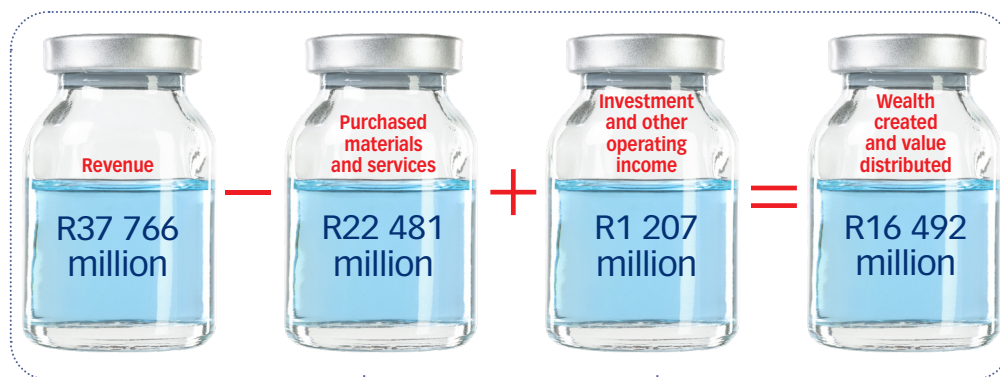 Revenue
R37 766
million
–
Purchased
materials
and services
R22 481
million
+
Investment
and other
operating
income
R1 207
million
=
Wealth
created
and value
distributed
R16 492
million